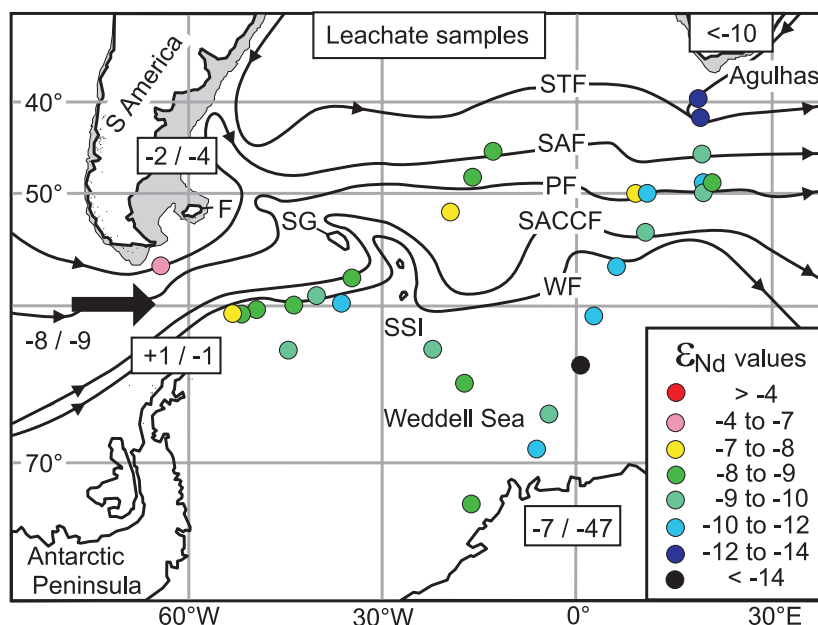 Leachate samples
<-10
Agulhas
S America
STF
40°
-2 / -4
SAF
50°
PF
F
SG
SACCF
WF
-8 / -9
+1 / -1
SSI
Weddell Sea
70°
-7 / -47
Antarctic
Peninsula
εNd values
> -4
-4 to -7
-7 to -8
-8 to -9
-9 to -10
-10 to -12
-12 to -14
< -14
60°W
30°W
0°
30°E